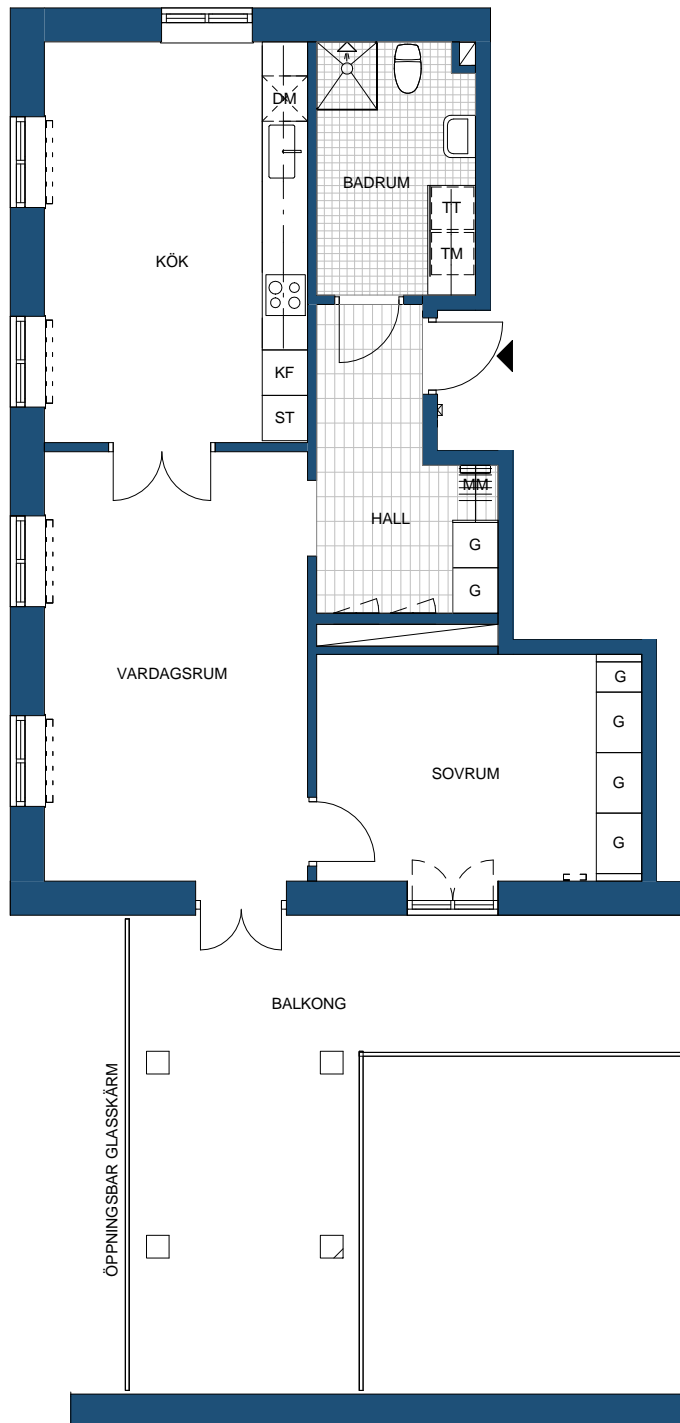 DM
BADRUM
TT
TM
KÖK
KF
ST
MM
HALL
G
G
VARDAGSRUM
G
G
SOVRUM
G
G
BALKONG
ÖPPNINGSBAR GLASSKÄRM